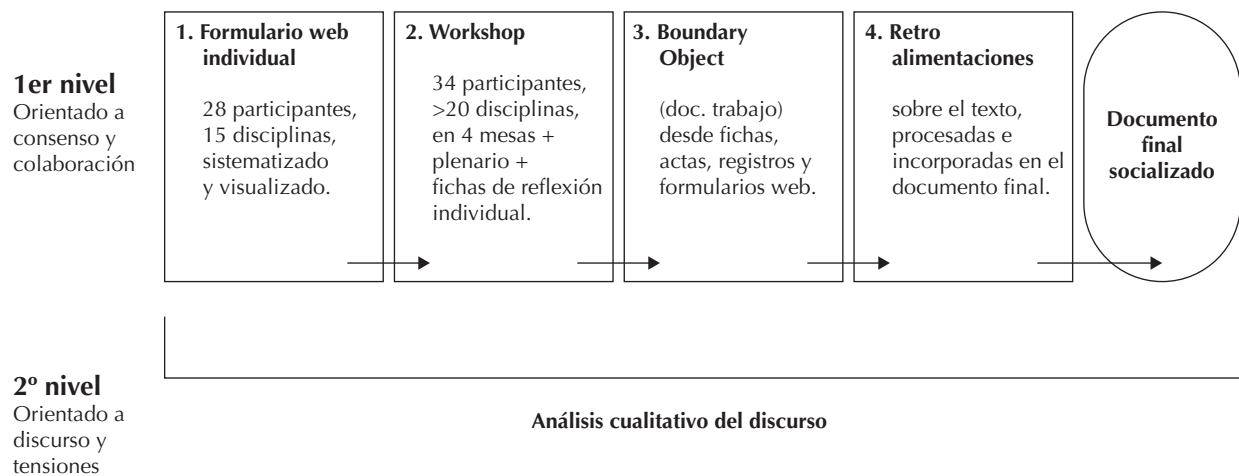 1er nivel
Orientado a
consenso y
colaboración
1. Formulario web
individual
28 participantes,
15 disciplinas,
sistematizado
y visualizado.
2. Workshop
34 participantes,
>20 disciplinas,
en 4 mesas +
plenario +
fichas de reflexión
individual.
3. Boundary
Object
(doc. trabajo)
desde fichas,
actas, registros y
formularios web.
4. Retro
alimentaciones
sobre el texto,
procesadas e
incorporadas en el
documento final.
Documento
final
socializado
2º nivel
Orientado a
discurso y
tensiones
Análisis cualitativo del discurso